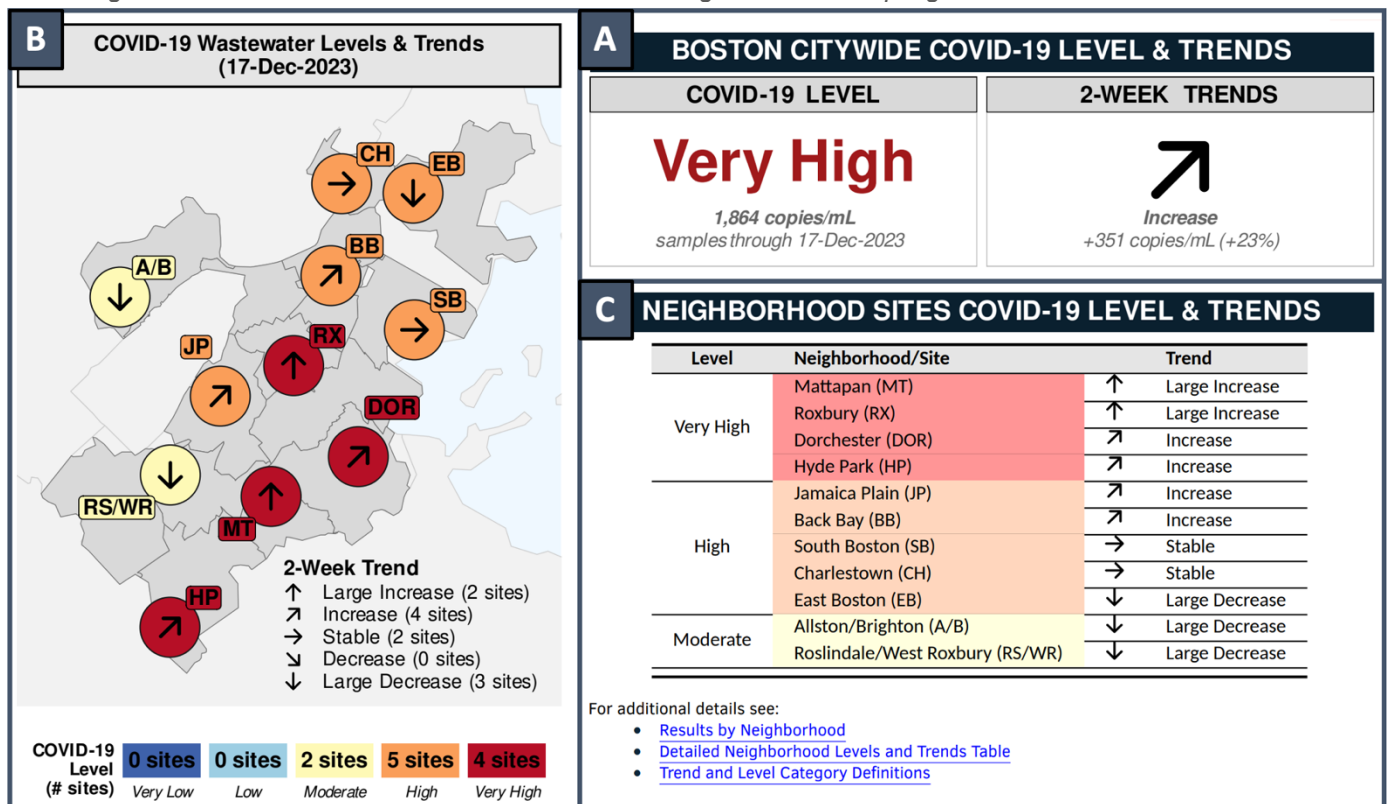 B
COVID-19 Wastewater Levels & Trends
(17-Dec-2023)
CH
EB
BB
A/B
SB
RX
JP
DOR
RS/WR
MT
HP
2-Week Trend
↑ Large Increase (2 sites)
↗ Increase (4 sites)
→ Stable (2 sites)
↘ Decrease (0 sites)
↓ Large Decrease (3 sites)
COVID-19
Level
(# sites)
0 sites 0 sites 2 sites 5 sites 4 sites
Very Low Low Moderate High Very High
A
BOSTON CITYWIDE COVID-19 LEVEL & TRENDS
COVID-19 LEVEL 2-WEEK TRENDS
Very High
1,864 copies/mL
samples through 17-Dec-2023
↗
Increase
+351 copies/mL (+23%)
C
NEIGHBORHOOD SITES COVID-19 LEVEL & TRENDS
Level Neighborhood/Site Trend
Very High
Mattapan (MT) ↑ Large Increase
Roxbury (RX) ↑ Large Increase
Dorchester (DOR) ↗ Increase
Hyde Park (HP) ↗ Increase
High
Jamaica Plain (JP) ↗ Increase
Back Bay (BB) ↗ Increase
South Boston (SB) → Stable
Charlestown (CH) → Stable
East Boston (EB) ↓ Large Decrease
Moderate
Allston/Brighton (A/B) ↓ Large Decrease
Roslindale/West Roxbury (RS/WR) ↓ Large Decrease
For additional details see:
• Results by Neighborhood
• Detailed Neighborhood Levels and Trends Table
• Trend and Level Category Definitions